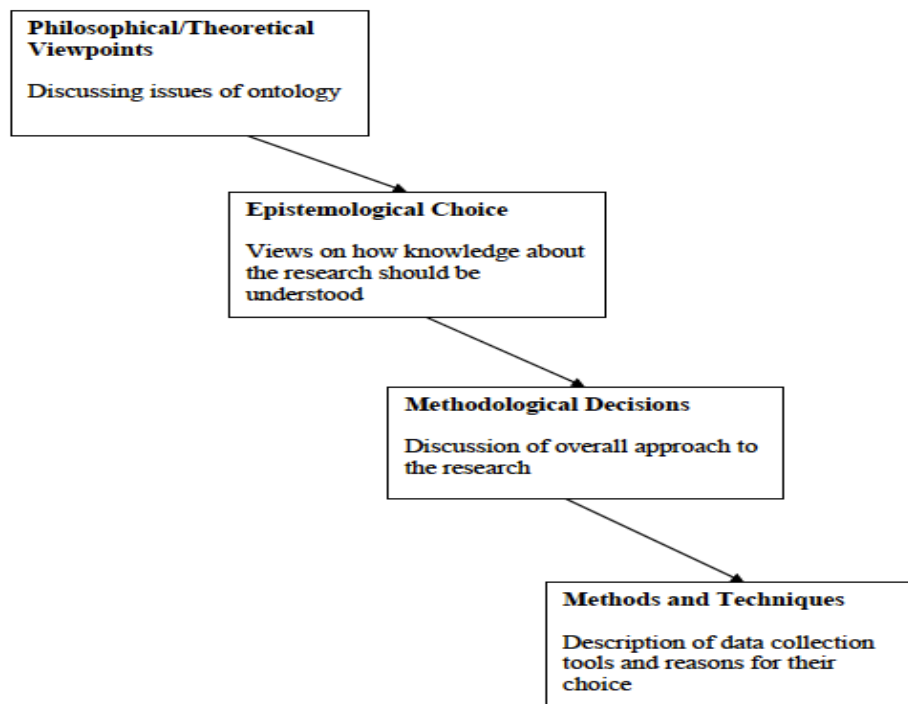 Philosophical/Theoretical
Viewpoints
Discussing issues of ontology
Epistemological Choice
Views on how knowledge about
the research should be
understood
Methodological Decisions
Discussion of overall approach to
the research
Methods and Techniques
Description of data collection
tools and reasons for their
choice